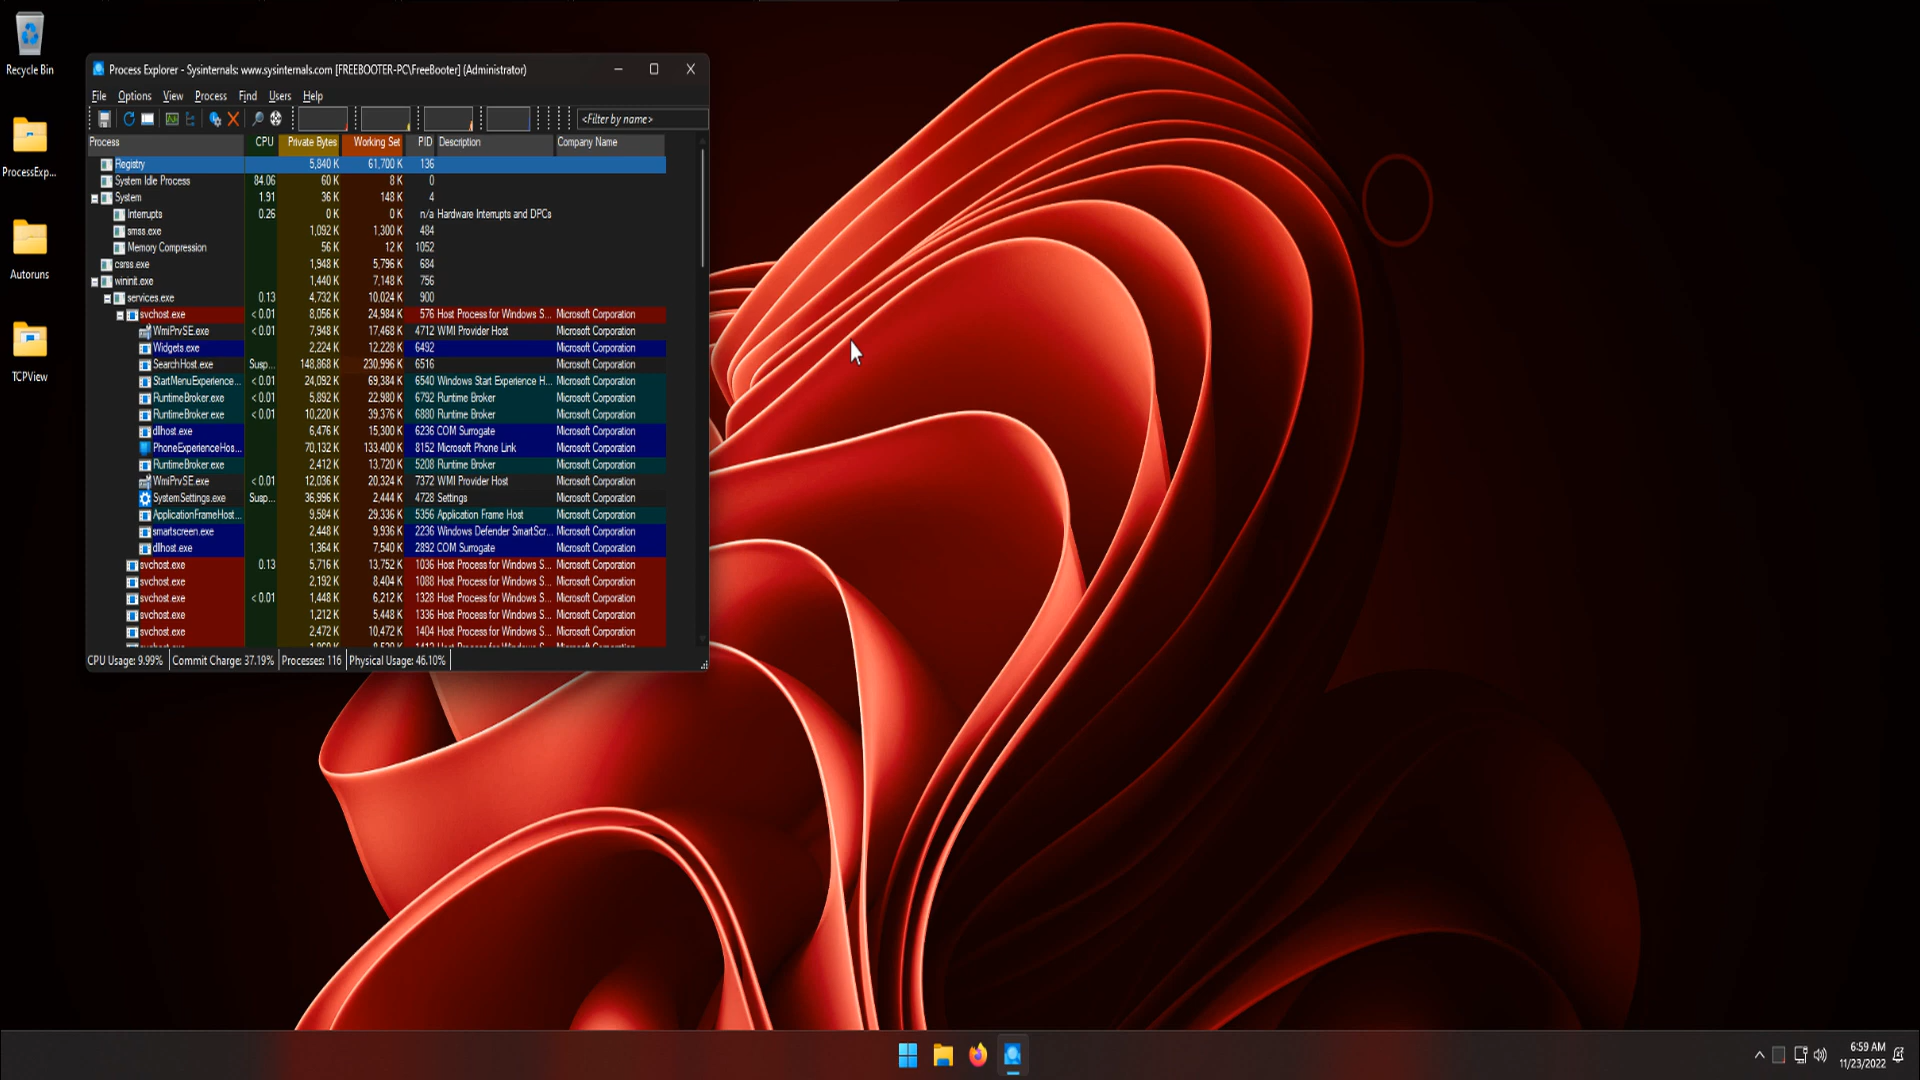 Recycle Bin
ProcessExp...
Autoruns
TCPView
Process Explorer - Sysinternals: www.sysinternals.com [FREEBOOTER-PC\FreeBooter] (Administrator)
File Options View Process Find Users Help
<Filter by name>
Process CPU Private Bytes Working Set PID Description Company Name
Registry 5,840 K 61,700 K 136
System Idle Process 84.06 60 K 8 K 0
System 1.91 36 K 148 K 4
Interrupts 0.26 0 K 0 K n/a Hardware Interrupts and DPCs
smss.exe 1,092 K 1,300 K 484
Memory Compression 56 K 12 K 1052
csrss.exe 1,948 K 5,796 K 684
wininit.exe 1,440 K 7,148 K 756
services.exe 0.13 4,732 K 10,024 K 900
svchost.exe < 0.01 8,056 K 24,984 K 576 Host Process for Windows S... Microsoft Corporation
WmiPrvSE.exe < 0.01 7,948 K 17,468 K 4712 WMI Provider Host Microsoft Corporation
Widgets.exe 2,224 K 12,228 K 6492 Microsoft Corporation
SearchHost.exe Susp... 148,868 K 230,996 K 6516 Microsoft Corporation
StartMenuExperience... < 0.01 24,092 K 69,384 K 6540 Windows Start Experience H... Microsoft Corporation
RuntimeBroker.exe < 0.01 5,892 K 22,980 K 6792 Runtime Broker Microsoft Corporation
RuntimeBroker.exe < 0.01 10,220 K 39,376 K 6880 Runtime Broker Microsoft Corporation
dllhost.exe 6,476 K 15,300 K 6236 COM Surrogate Microsoft Corporation
PhoneExperienceHos... 70,132 K 133,400 K 8152 Microsoft Phone Link Microsoft Corporation
RuntimeBroker.exe 2,412 K 13,720 K 5208 Runtime Broker Microsoft Corporation
WmiPrvSE.exe < 0.01 12,036 K 20,324 K 7372 WMI Provider Host Microsoft Corporation
SystemSettings.exe Susp... 36,996 K 2,444 K 4728 Settings Microsoft Corporation
ApplicationFrameHost... 9,584 K 29,336 K 5356 Application Frame Host Microsoft Corporation
smartscreen.exe 2,448 K 9,936 K 2236 Windows Defender SmartScr... Microsoft Corporation
dllhost.exe 1,364 K 7,540 K 2892 COM Surrogate Microsoft Corporation
svchost.exe 0.13 5,716 K 13,752 K 1036 Host Process for Windows S... Microsoft Corporation
svchost.exe 2,192 K 8,404 K 1088 Host Process for Windows S... Microsoft Corporation
svchost.exe < 0.01 1,448 K 6,212 K 1328 Host Process for Windows S... Microsoft Corporation
svchost.exe 1,212 K 5,448 K 1336 Host Process for Windows S... Microsoft Corporation
svchost.exe 2,472 K 10,472 K 1404 Host Process for Windows S... Microsoft Corporation
CPU Usage: 9.99% Commit Charge: 37.19% Processes: 116 Physical Usage: 46.10%
6:59 AM
11/23/2022